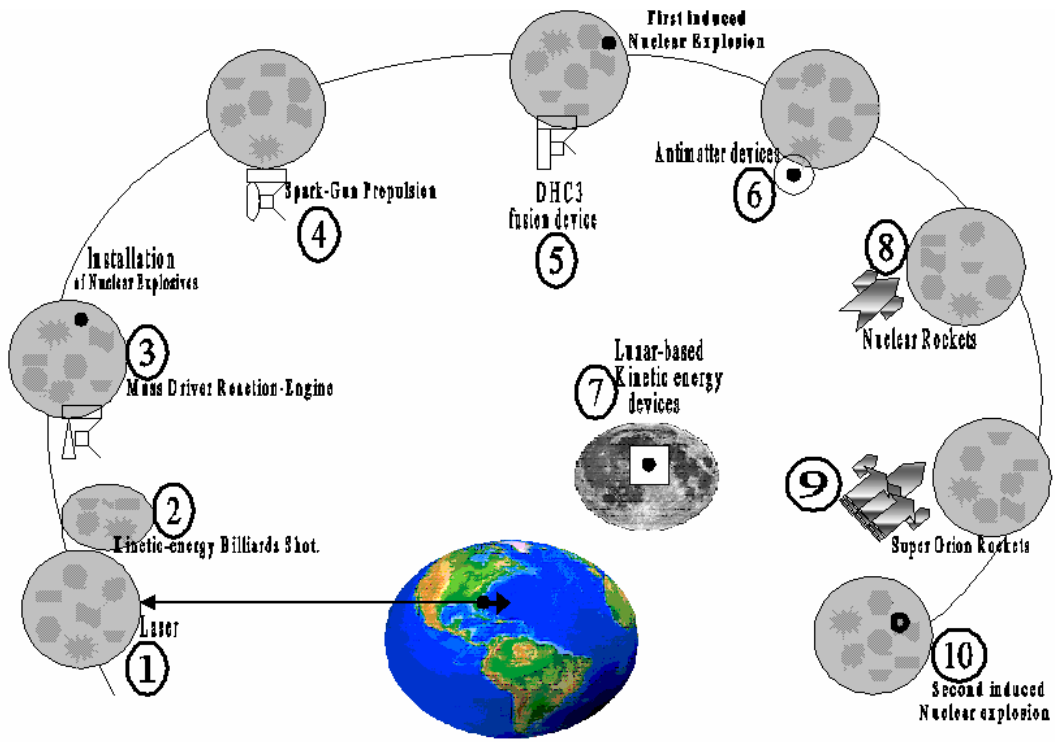 First induced
Nuclear Explosion
Antimatter devices
6
Spark-Gun Propulsion
4
DHC3
fusion device
5
Installation
of Nuclear Explosives
3
Mass Driver Reaction-Engine
8
Nuclear Rockets
Lunar-based
7
Kinetic energy
devices
2
Kinetic-energy Billiards Shot.
9
Super Orion Rockets
Laser
1
10
Second induced
Nuclear explosion